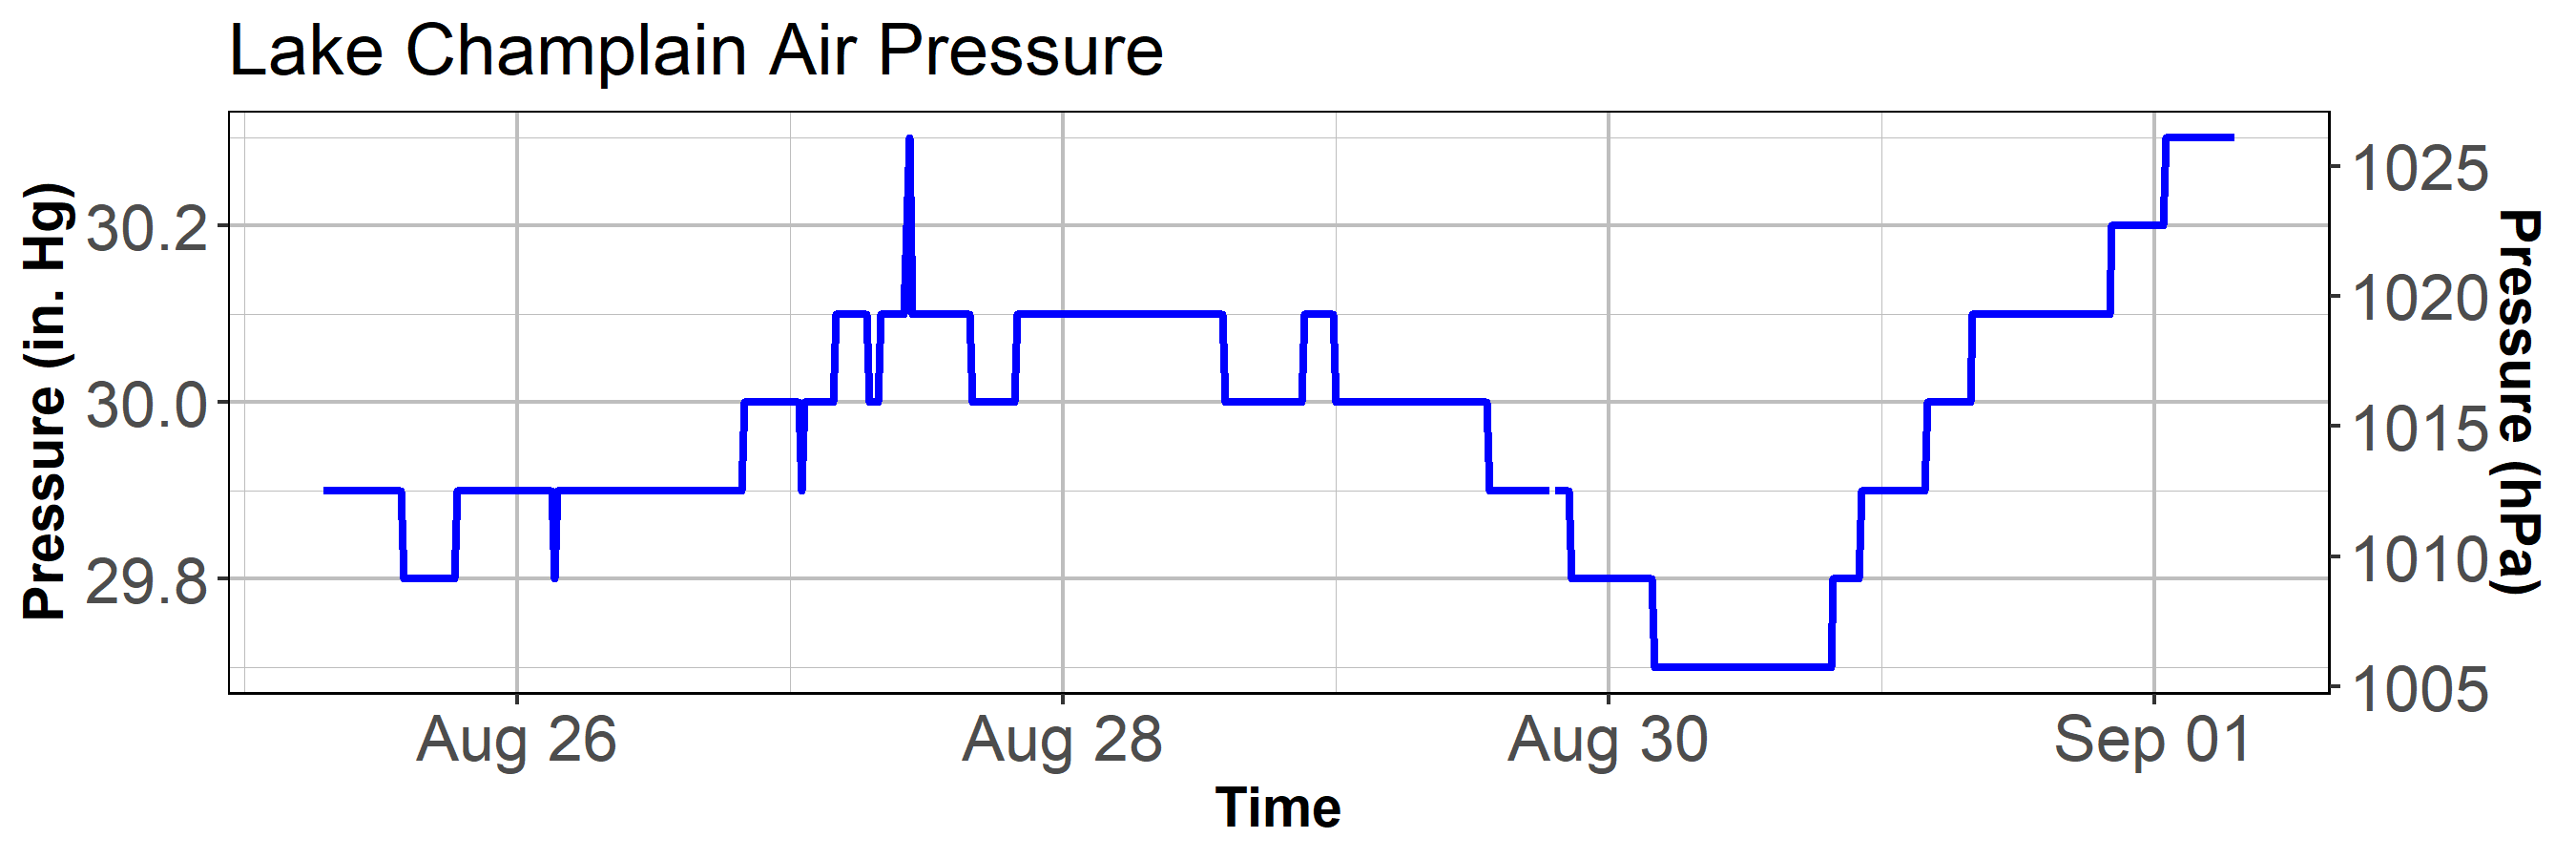 Lake Champlain Air Pressure
Pressure (in. Hg)
30.2
30.0
29.8
1025
1020
1015
1010
1005
Pressure (hPa)
Aug 26
Aug 28
Aug 30
Sep 01
Time